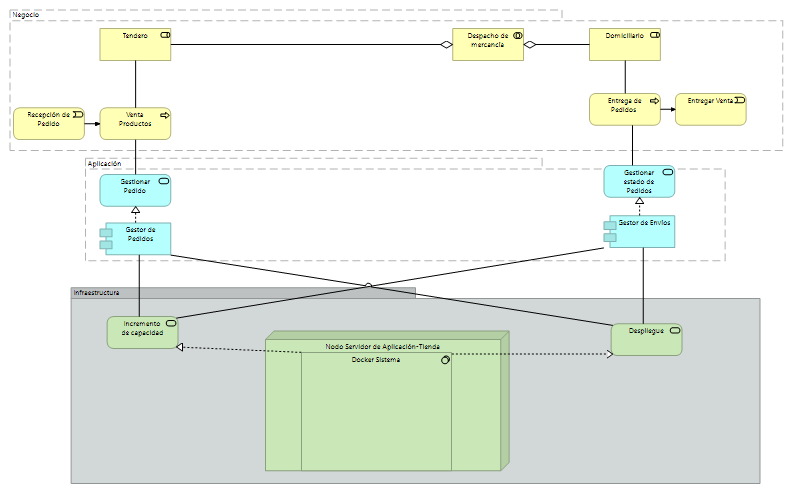 Negocio
Tendero
Despacho de
mercancía
Domiciliario
Recepción de
Pedido
Venta
Productos
Entrega de
Pedidos
Entregar Venta
Aplicación
Gestionar
Pedido
Gestionar
estado de
Pedidos
Gestor de
Pedidos
Gestor de Envíos
Infraestructura
Incremento
de capacidad
Despliegue
Nodo Servidor de Aplicación-Tienda
Docker Sistema